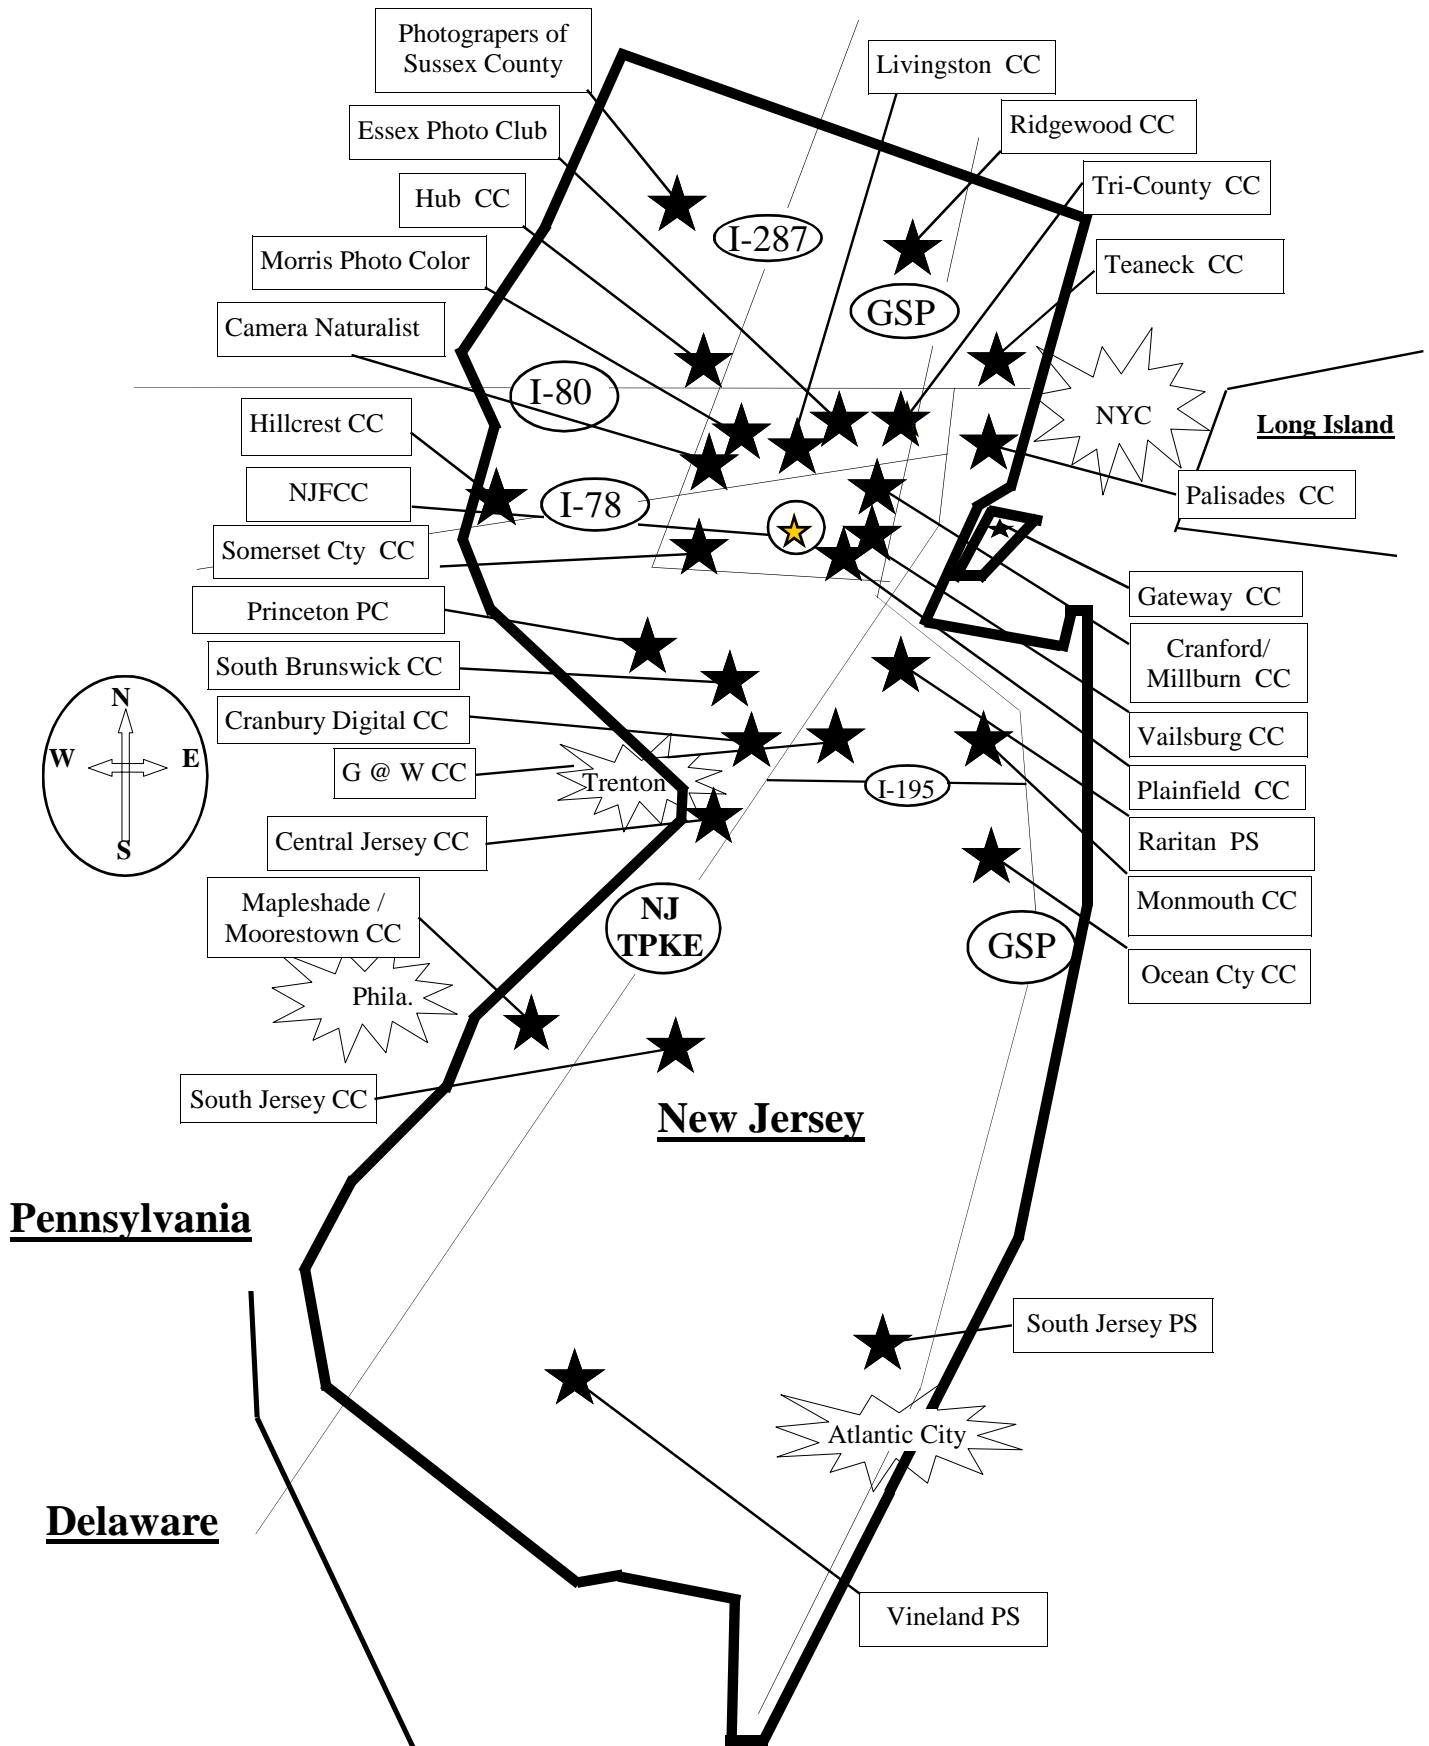 Photograpers of
Sussex County
Livingston CC
Essex Photo Club
Ridgewood CC
Hub CC
Tri-County CC
I-287
Morris Photo Color
Teaneck CC
GSP
Camera Naturalist
I-80
NYC
Long Island
Hillcrest CC
NJFCC
I-78
Palisades CC
Somerset Cty CC
Gateway CC
Princeton PC
Cranford/
Millburn CC
South Brunswick CC
N
W E
S
Cranbury Digital CC
Vailsburg CC
G @ W CC
Trenton
I-195
Plainfield CC
Central Jersey CC
Raritan PS
Mapleshade /
Moorestown CC
NJ
TPKE
Monmouth CC
GSP
Ocean Cty CC
Phila.
South Jersey CC
New Jersey
Pennsylvania
South Jersey PS
Atlantic City
Delaware
Vineland PS